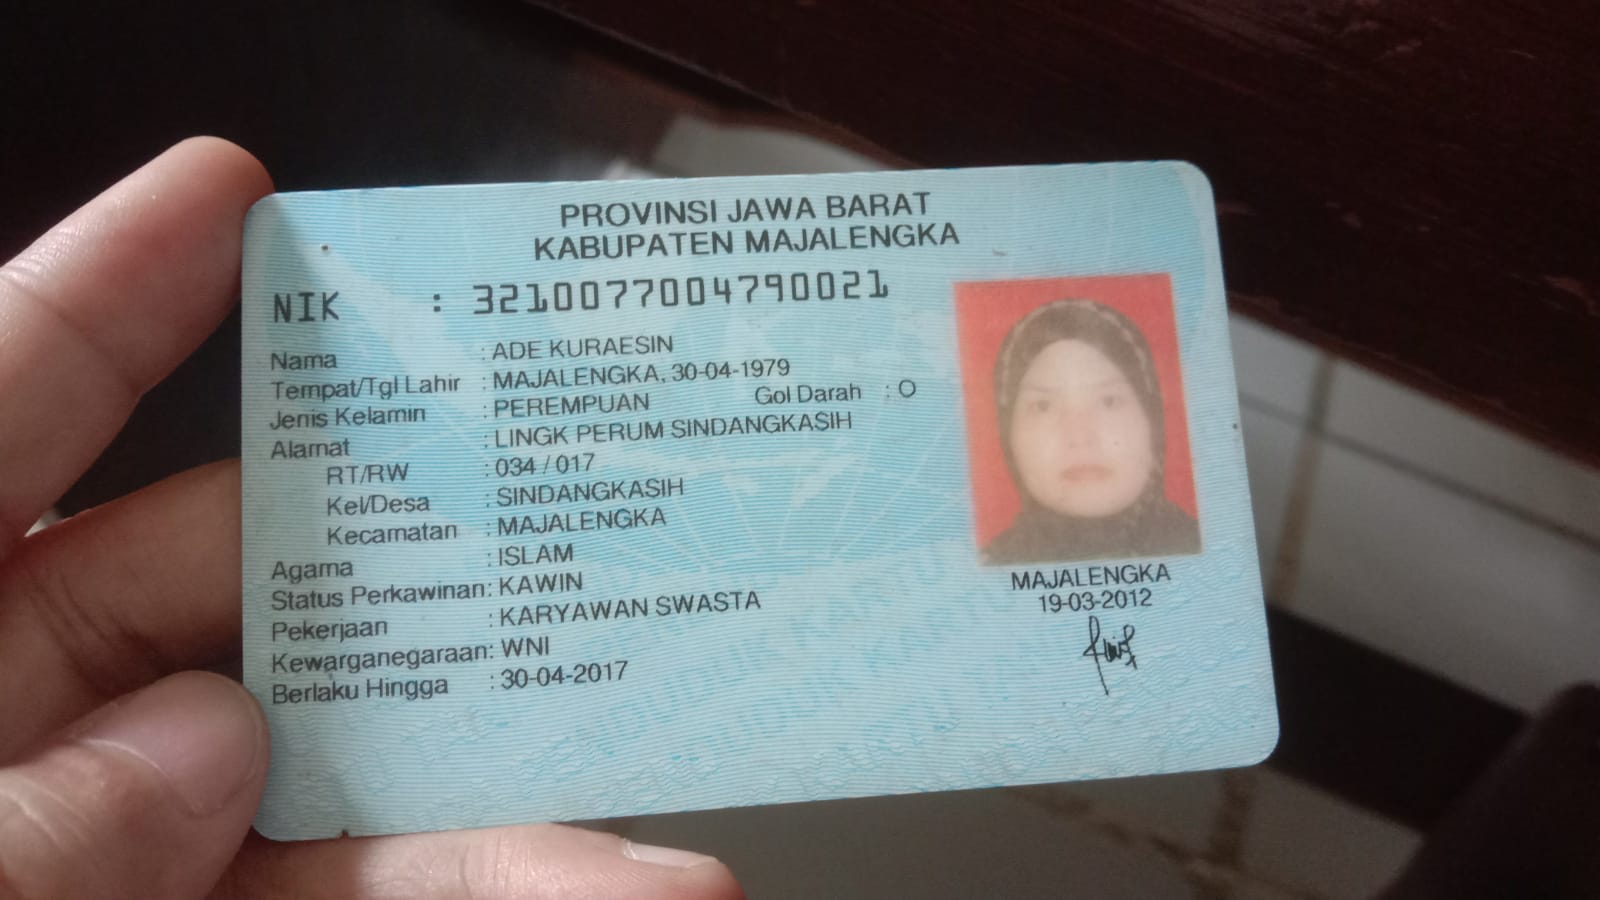 PROVINSI JAWA BARAT
KABUPATEN MAJALENGKA
NIK : 3210077004790021
Nama : ADE KURAESIN
Tempat/Tgl Lahir : MAJALENGKA, 30-04-1979
Jenis Kelamin : PEREMPUAN Gol Darah : O
Alamat : LINGK PERUM SINDANGKASIH
RT/RW : 034 / 017
Kel/Desa : SINDANGKASIH
Kecamatan : MAJALENGKA
Agama : ISLAM
Status Perkawinan: KAWIN
Pekerjaan : KARYAWAN SWASTA
Kewarganegaraan: WNI
Berlaku Hingga : 30-04-2017
MAJALENGKA
19-03-2012